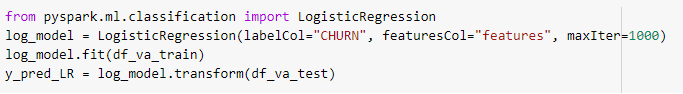 from pyspark.ml.classification import LogisticRegression
log_model = LogisticRegression(labelCol="CHURN", featuresCol="features", maxIter=1000)
log_model.fit(df_va_train)
y_pred_LR = log_model.transform(df_va_test)